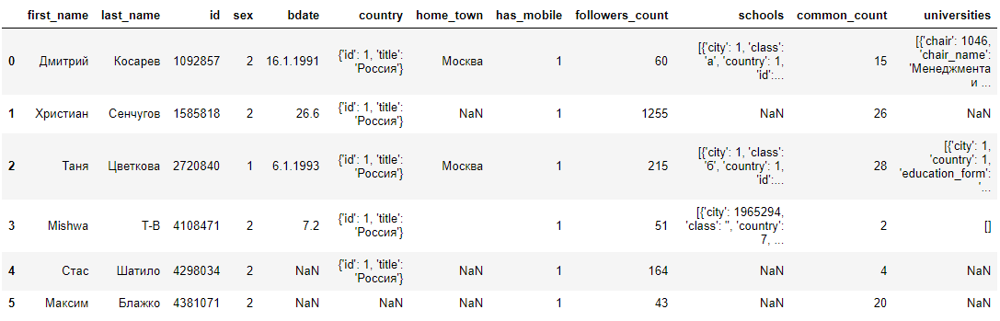 first_name last_name id sex bdate country home_town has_mobile followers_count schools common_count universities
0 Дмитрий Косарев 1092857 2 16.1.1991 {'id': 1, 'title': 'Россия'} Москва 1 60 [{'city': 1, 'class': 'а', 'country': 1, 'id':... 15 [{'chair': 1046, 'chair_name': 'Менеджмента и ...
1 Христиан Сенчугов 1585818 2 26.6 {'id': 1, 'title': 'Россия'} NaN 1 1255 NaN 26 NaN
2 Таня Цветкова 2720840 1 6.1.1993 {'id': 1, 'title': 'Россия'} Москва 1 215 [{'city': 1, 'class': 'б', 'country': 1, 'id':... 28 [{'city': 1, 'country': 1, 'education_form': '...
3 Mishwa T-B 4108471 2 7.2 {'id': 1, 'title': 'Россия'} 1 51 [{'city': 1965294, 'class': '', 'country': 7, ... 2 []
4 Стас Шатило 4298034 2 NaN {'id': 1, 'title': 'Россия'} NaN 1 164 NaN 4 NaN
5 Максим Блажко 4381071 2 NaN NaN NaN 1 43 NaN 20 NaN